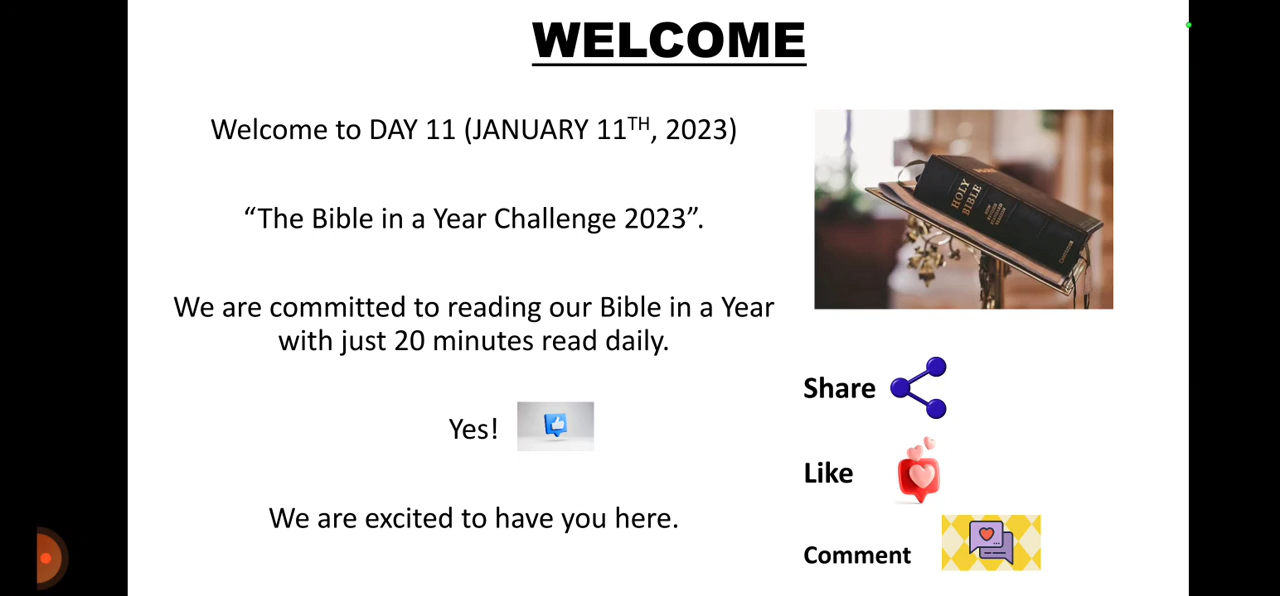 WELCOME
Welcome to DAY 11 (JANUARY 11TH, 2023)
“The Bible in a Year Challenge 2023”.
We are committed to reading our Bible in a Year
with just 20 minutes read daily.
Yes!
We are excited to have you here.
HOLY
BIBLE
Share
Like
Comment